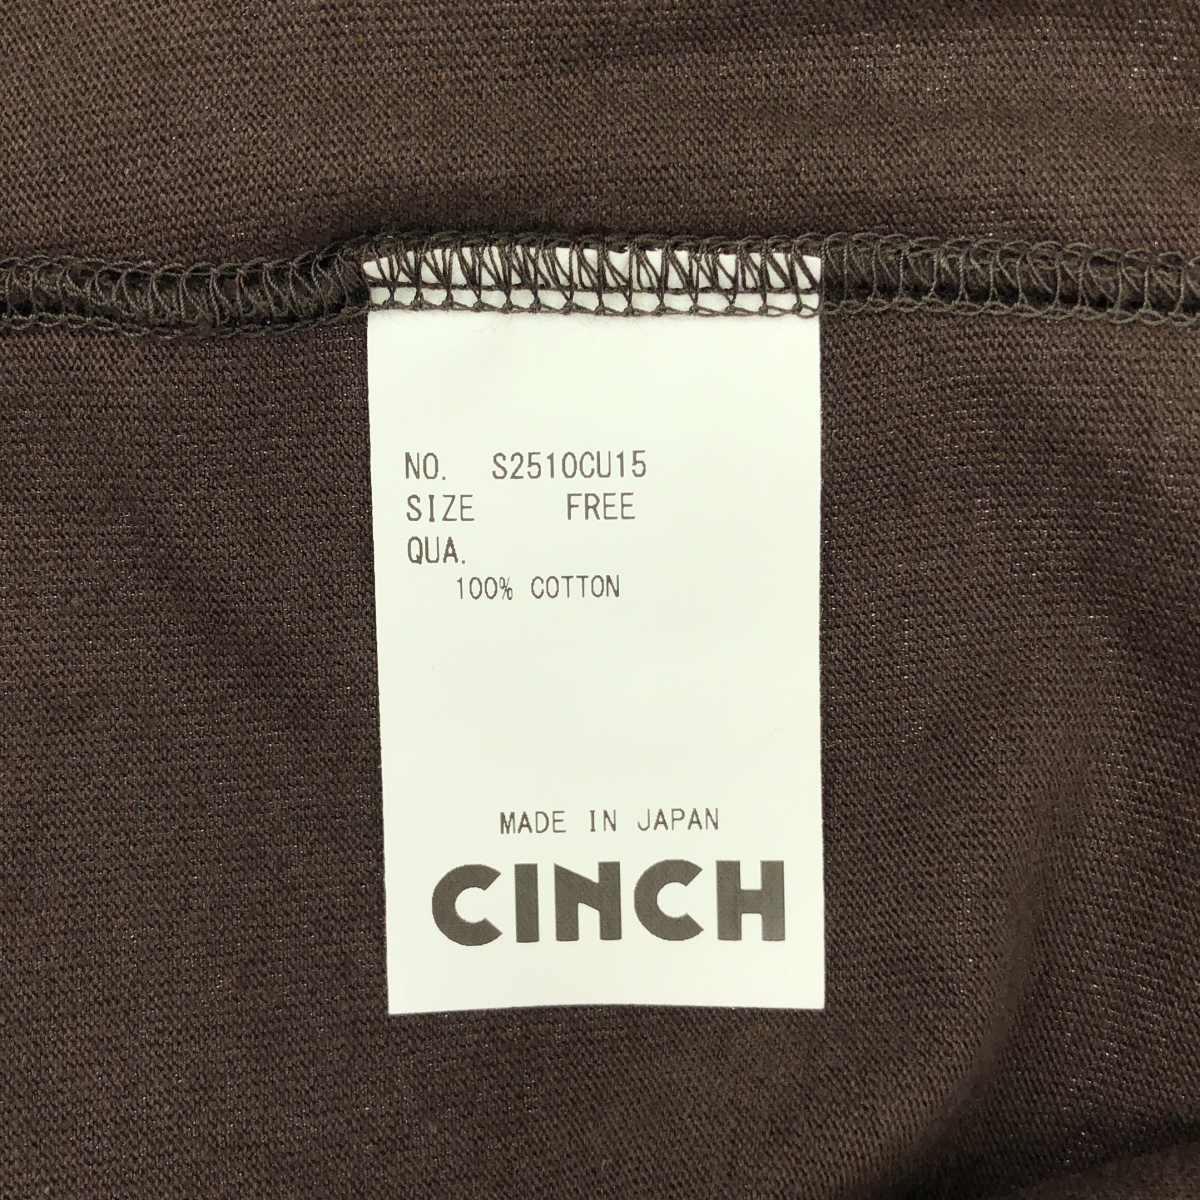 NO. S2510CU15
SIZE FREE
QUA.
100% COTTON
MADE IN JAPAN
CINCH